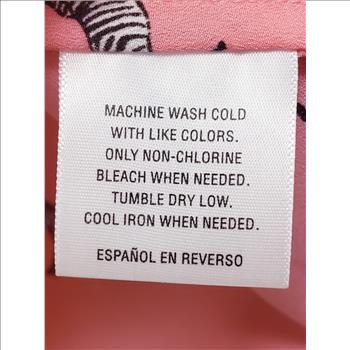 MACHINE WASH COLD
WITH LIKE COLORS.
ONLY NON-CHLORINE
BLEACH WHEN NEEDED.
TUMBLE DRY LOW.
COOL IRON WHEN NEEDED.
ESPAÑOL EN REVERSO